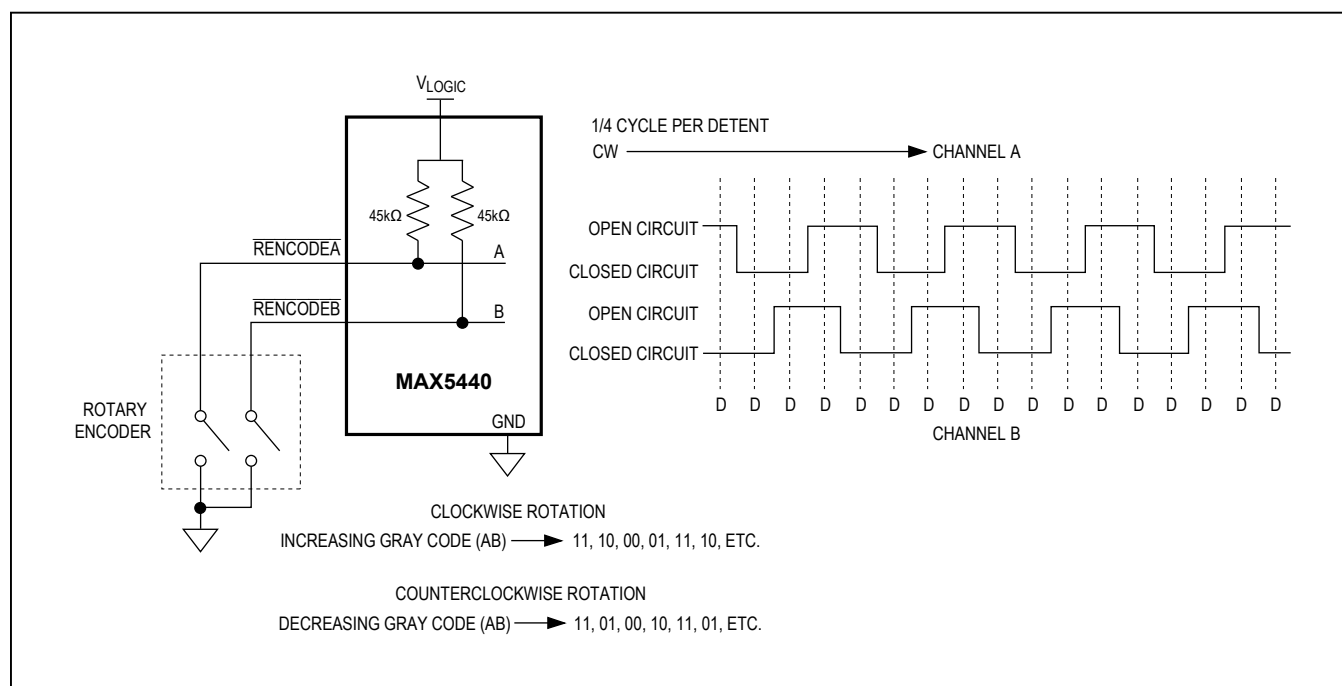 VLOGIC
45kΩ
45kΩ
RENCODEA
A
RENCODEB
B
MAX5440
GND
ROTARY
ENCODER
1/4 CYCLE PER DETENT
CW
CHANNEL A
OPEN CIRCUIT
CLOSED CIRCUIT
OPEN CIRCUIT
CLOSED CIRCUIT
D D D D D D D D D D D D D D D D D
CHANNEL B
CLOCKWISE ROTATION
INCREASING GRAY CODE (AB) 11, 10, 00, 01, 11, 10, ETC.
COUNTERCLOCKWISE ROTATION
DECREASING GRAY CODE (AB) 11, 01, 00, 10, 11, 01, ETC.